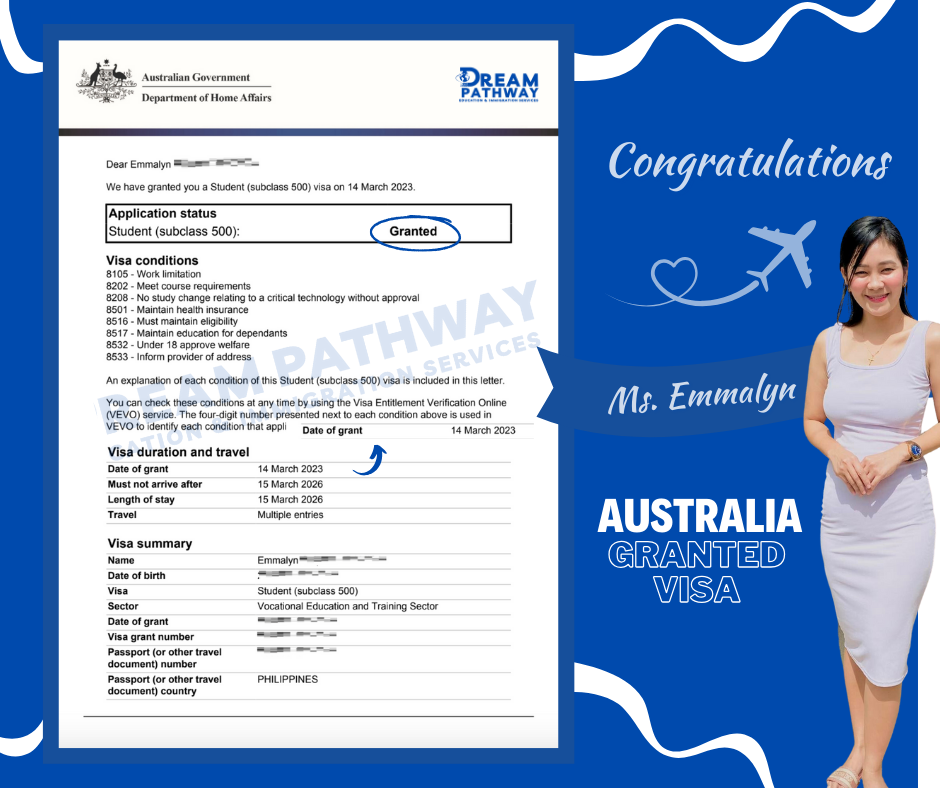 Australian Government
Department of Home Affairs
DREAM
PATHWAY
EDUCATION & IMMIGRATION SERVICES
Dear Emmalyn
We have granted you a Student (subclass 500) visa on 14 March 2023.
Application status
Student (subclass 500): Granted
Visa conditions
8105 - Work limitation
8202 - Meet course requirements
8208 - No study change relating to a critical technology without approval
8501 - Maintain health insurance
8516 - Must maintain eligibility
8517 - Maintain education for dependants
8532 - Under 18 approve welfare
8533 - Inform provider of address
DREAM PATHWAY
CATION & IMMIGRATION SERVICES
An explanation of each condition of this Student (subclass 500) visa is included in this letter.
You can check these conditions at any time by using the Visa Entitlement Verification Online
(VEVO) service. The four-digit number presented next to each condition above is used in
VEVO to identify each condition that appli
Date of grant 14 March 2023
Visa duration and travel
Date of grant 14 March 2023
Must not arrive after 15 March 2026
Length of stay 15 March 2026
Travel Multiple entries
Visa summary
Name Emmalyn
Date of birth
Visa Student (subclass 500)
Sector Vocational Education and Training Sector
Date of grant
Visa grant number
Passport (or other travel
document) number
Passport (or other travel PHILIPPINES
document) country
Congratulations
Ms. Emmalyn
AUSTRALIA
GRANTED
VISA